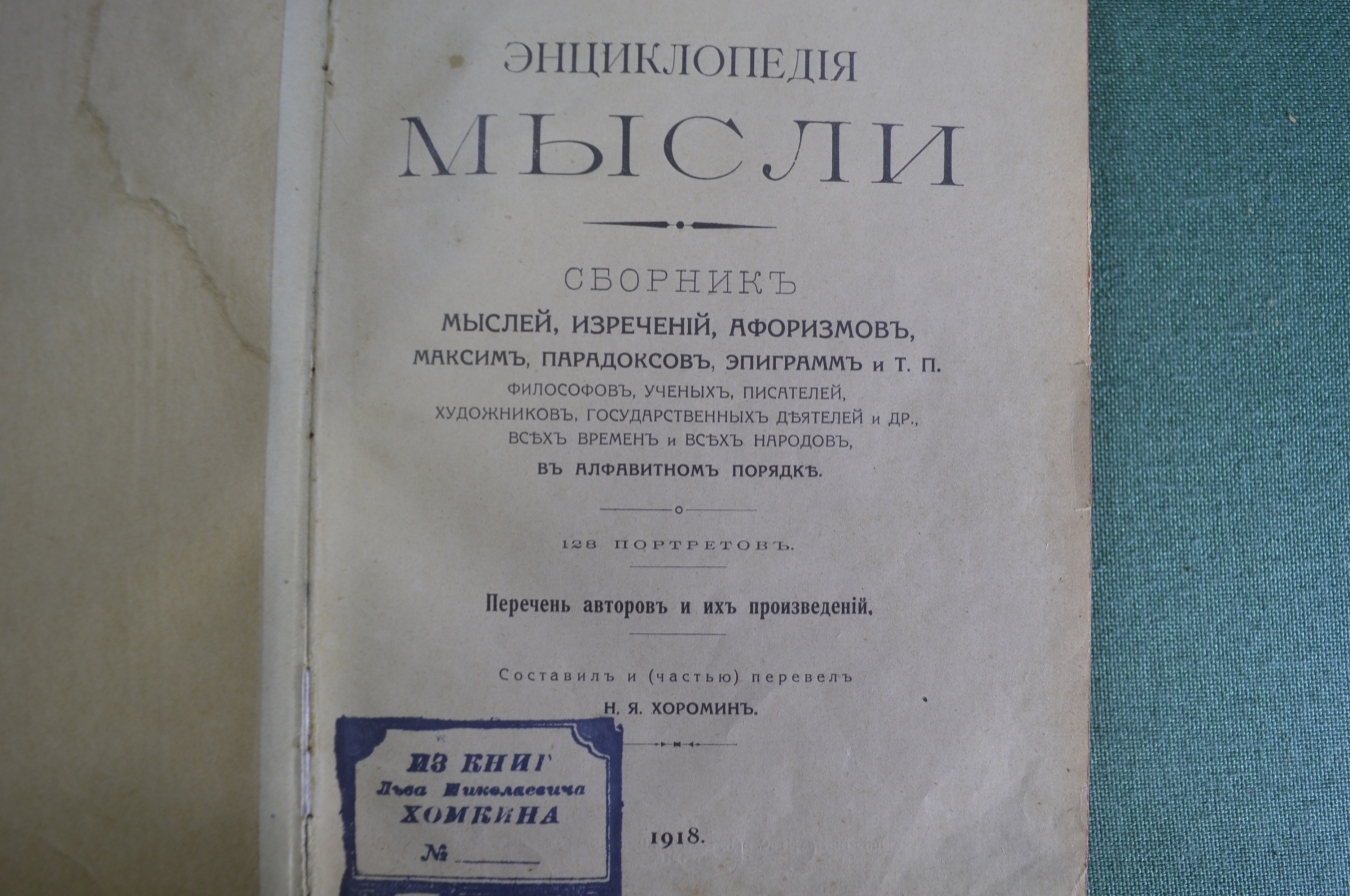 ЭНЦИКЛОПЕДІЯ
МЫСЛИ
СБОРНИКЪ
МЫСЛЕЙ, ИЗРЕЧЕНІЙ, АФОРИЗМОВЪ,
МАКСИМЪ, ПАРАДОКСОВЪ, ЭПИГРАММЪ и Т. П.
ФИЛОСОФОВЪ, УЧЕНЫХЪ, ПИСАТЕЛЕЙ,
ХУДОЖНИКОВЪ, ГОСУДАРСТВЕННЫХЪ ДѢЯТЕЛЕЙ и ДР.,
ВСѢХЪ ВРЕМЕНЪ и ВСѢХЪ НАРОДОВЪ,
ВЪ АЛФАВИТНОМЪ ПОРЯДКѢ.
128 ПОРТРЕТОВЪ.
Перечень авторовъ и ихъ произведеній.
Составилъ и (частью) перевелъ
Н. Я. ХОРОМИНЪ.
ИЗ КНИГ
Льва Николаевича
ХОМКИНА
№
1918.